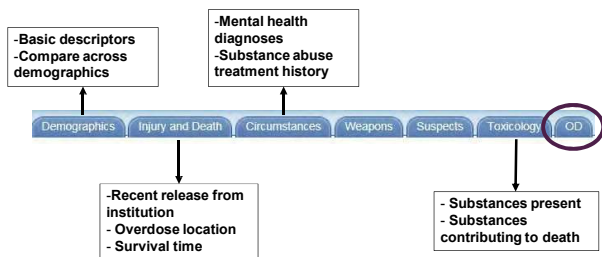 -Basic descriptors
-Compare across
demographics
-Mental health
diagnoses
-Substance abuse
treatment history
Demographics Injury and Death Circumstances Weapons Suspects Toxicology OD
-Recent release from
institution
- Overdose location
- Survival time
- Substances present
- Substances
contributing to death